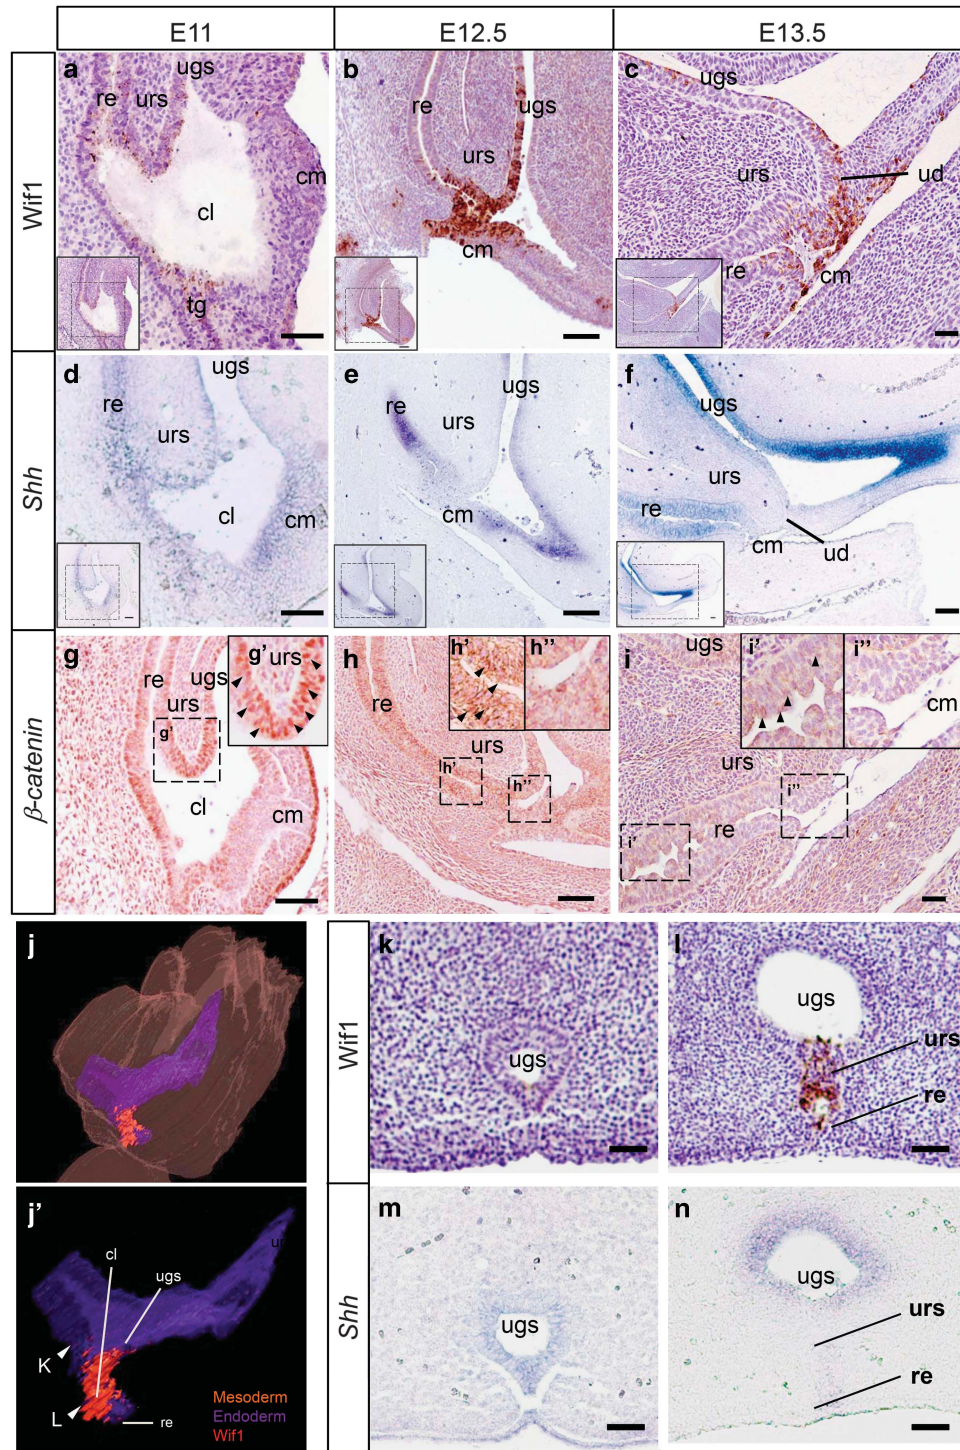 E11 E12.5 E13.5
Wif1
a ugs re urs cm cl tg
b re ugs urs cm
c ugs urs ud re cm
Shh
d ugs re urs cl cm
e ugs re urs cm
f ugs urs re cm ud
β-catenin
g g' urs re ugs urs g' cl cm
h h' h'' re urs h' h''
i ugs i' i'' cm urs i'' re i'
j
Wif1
k ugs
l ugs urs re
j' ur cl ugs K L re
Mesoderm
Endoderm
Wif1
Shh
m ugs
n ugs urs re